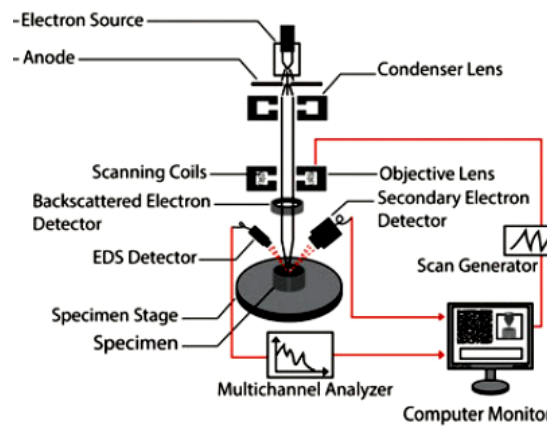 -Electron Source
-Anode
Condenser Lens
Scanning Coils
Objective Lens
Backscattered Electron
Detector
Secondary Electron
Detector
EDS Detector
Scan Generator
Specimen Stage
Specimen
Multichannel Analyzer
Computer Monitor